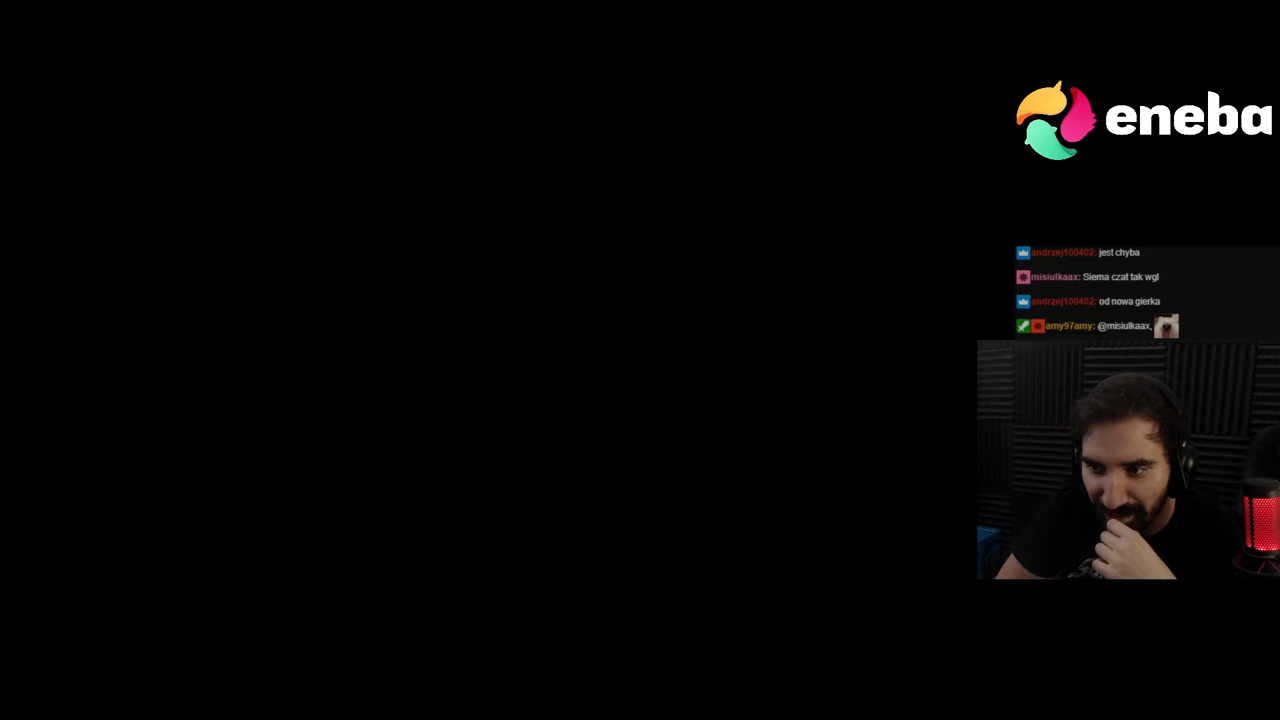 eneba
andrzej100402: jest chyba
misiulkaax: Siema czat tak wgl
andrzej100402: od nowa gierka
amy97amy: @misiulkaax,